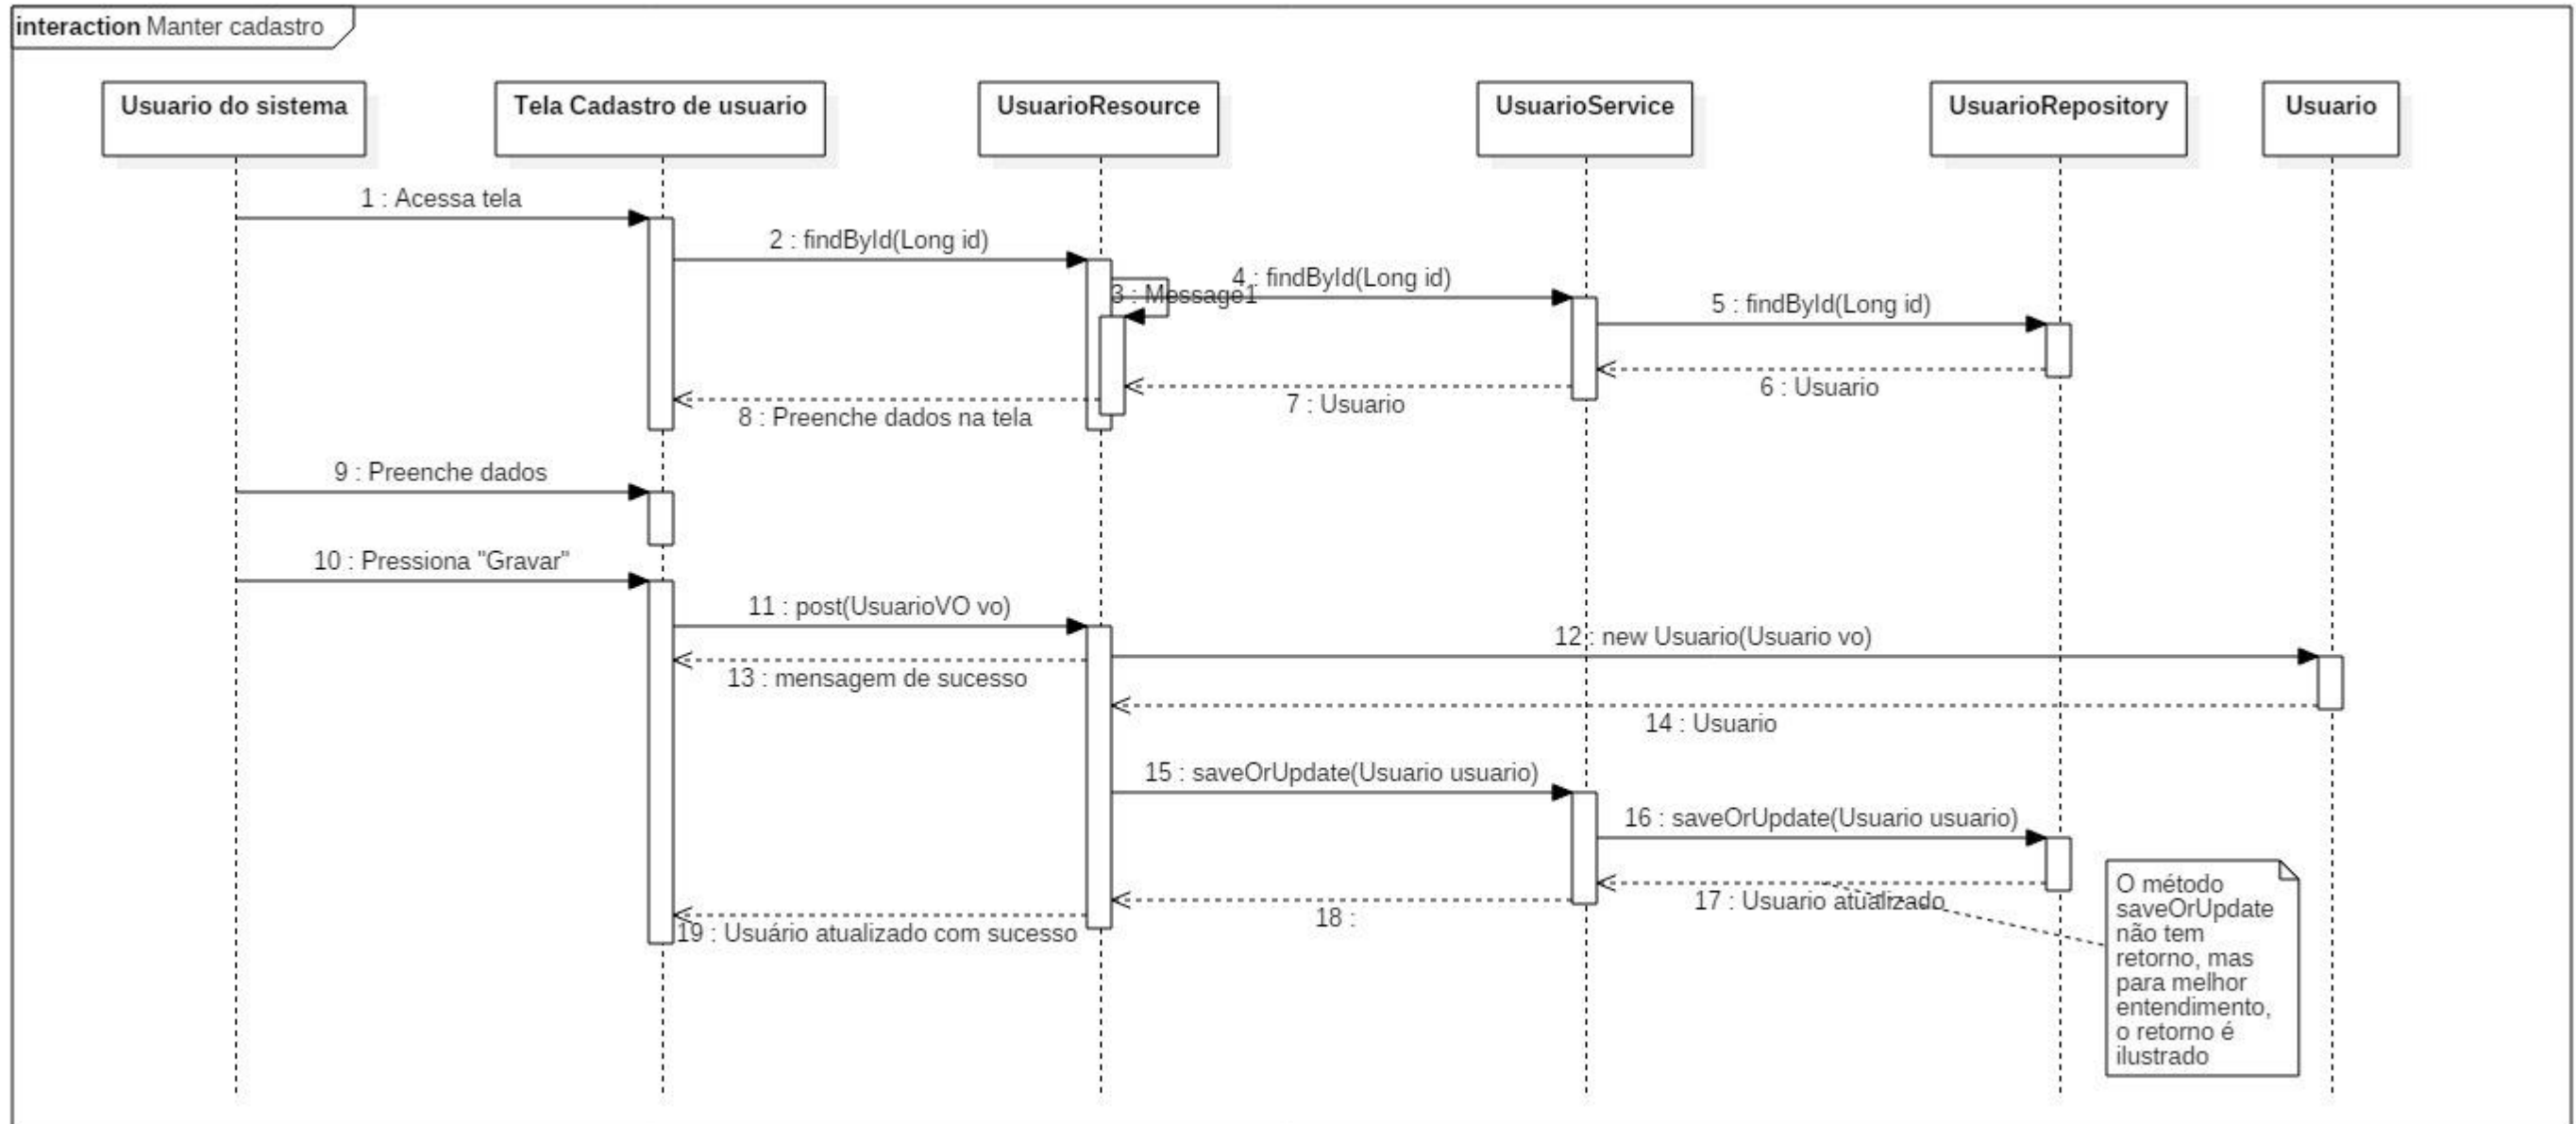 interaction Manter cadastro
Usuario do sistema
Tela Cadastro de usuario
UsuarioResource
UsuarioService
UsuarioRepository
Usuario
1 : Acessa tela
2 : findById(Long id)
3 : Message1
4 : findById(Long id)
5 : findById(Long id)
6 : Usuario
7 : Usuario
8 : Preenche dados na tela
9 : Preenche dados
10 : Pressiona "Gravar"
11 : post(UsuarioVO vo)
12 : new Usuario(Usuario vo)
13 : mensagem de sucesso
14 : Usuario
15 : saveOrUpdate(Usuario usuario)
16 : saveOrUpdate(Usuario usuario)
17 : Usuario atualizado
18 :
19 : Usuário atualizado com sucesso
O método
saveOrUpdate
não tem
retorno, mas
para melhor
entendimento,
o retorno é
ilustrado